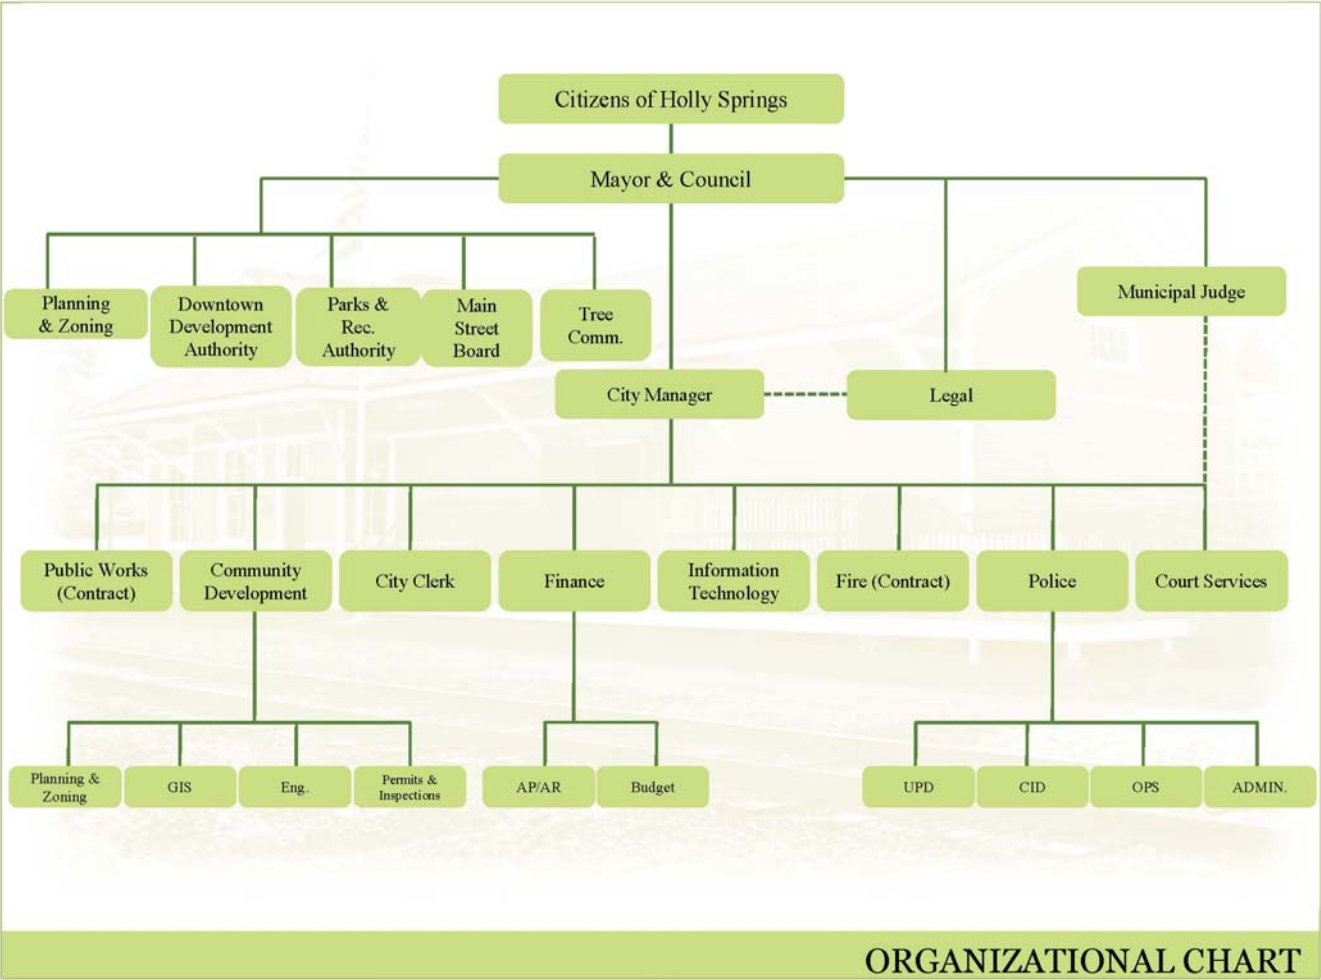 Citizens of Holly Springs
Mayor & Council
Planning
& Zoning
Downtown
Development
Authority
Parks &
Rec.
Authority
Main
Street
Board
Tree
Comm.
Municipal Judge
City Manager
Legal
Public Works
(Contract)
Community
Development
City Clerk
Finance
Information
Technology
Fire (Contract)
Police
Court Services
Planning &
Zoning
GIS
Eng.
Permits &
Inspections
AP/AR
Budget
UPD
CID
OPS
ADMIN.
ORGANIZATIONAL CHART